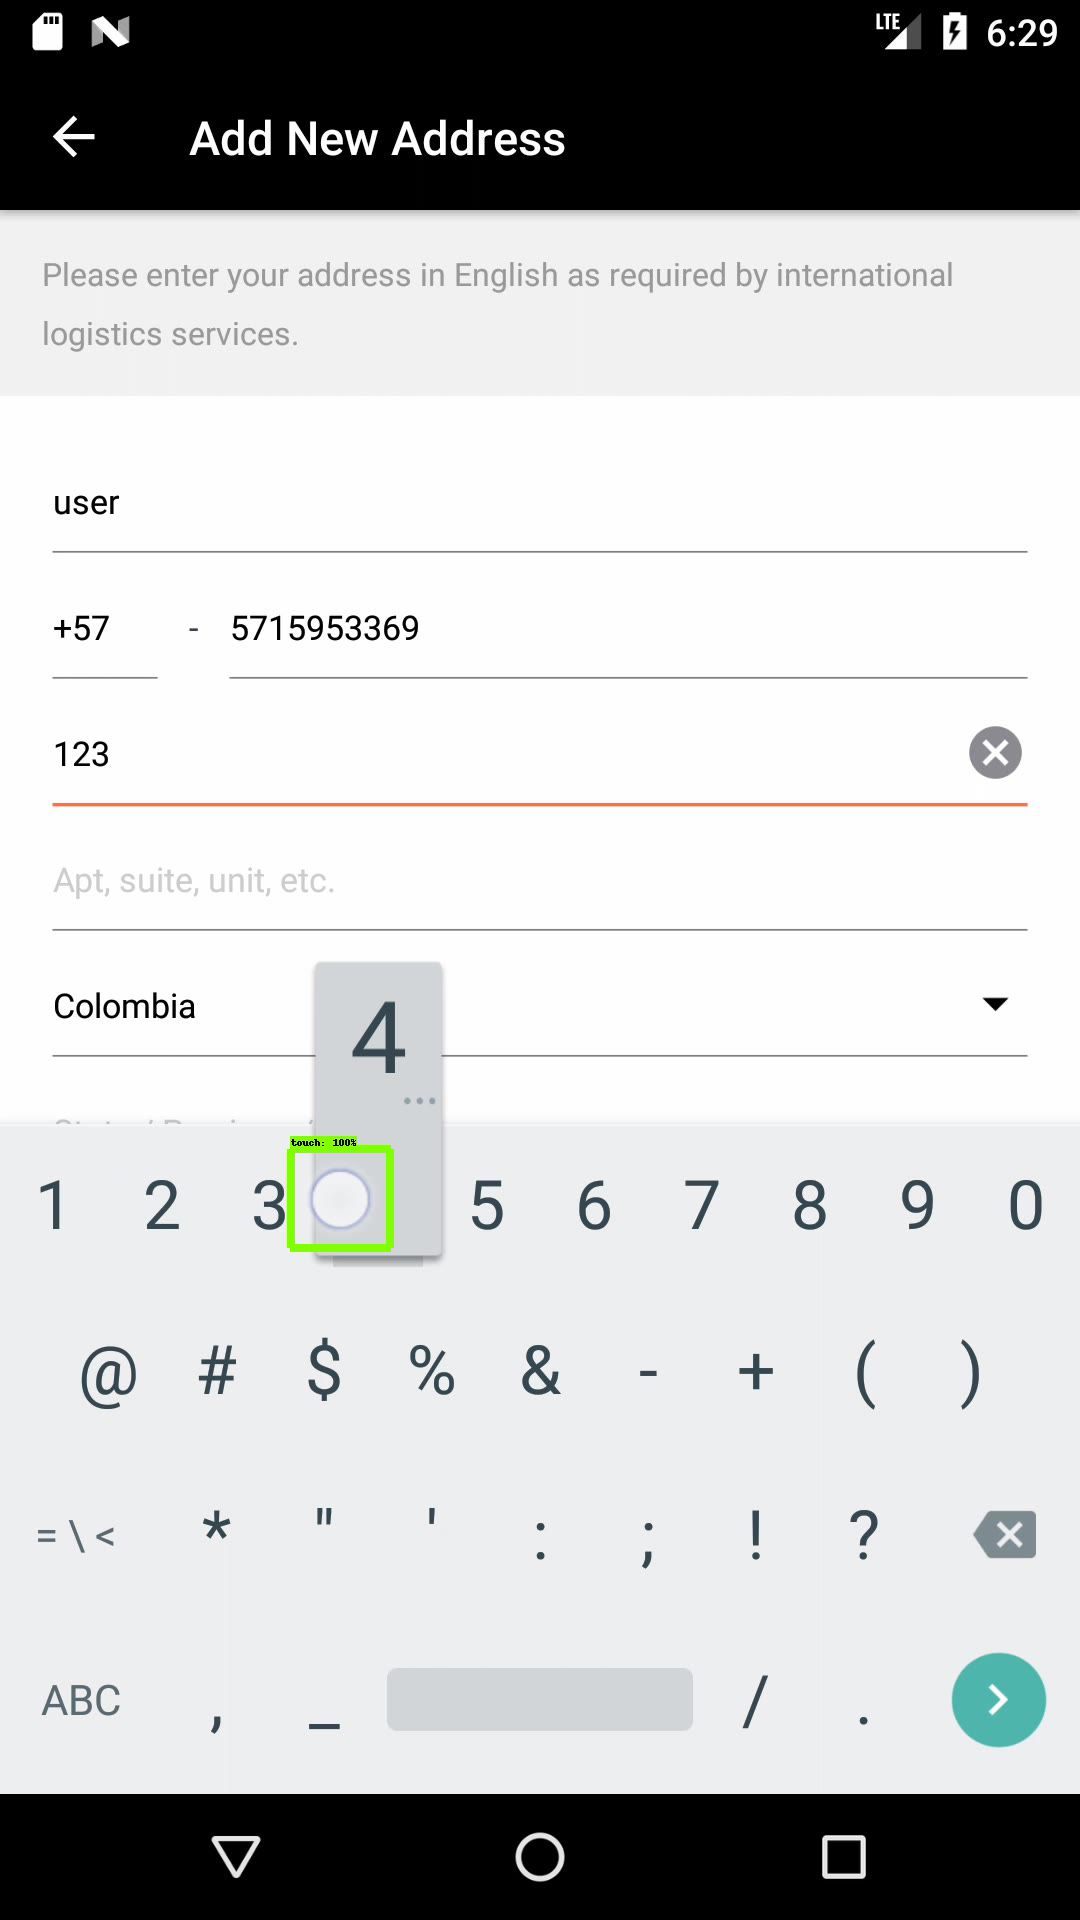 LTE 6:29
Add New Address
Please enter your address in English as required by international
logistics services.
user
+57 - 5715953369
123
Apt, suite, unit, etc.
Colombia
4
touch: 100%
1 2 3 5 6 7 8 9 0
@ # $ % & - + ( )
= \ < * " ' : ; ! ?
ABC , _ / .